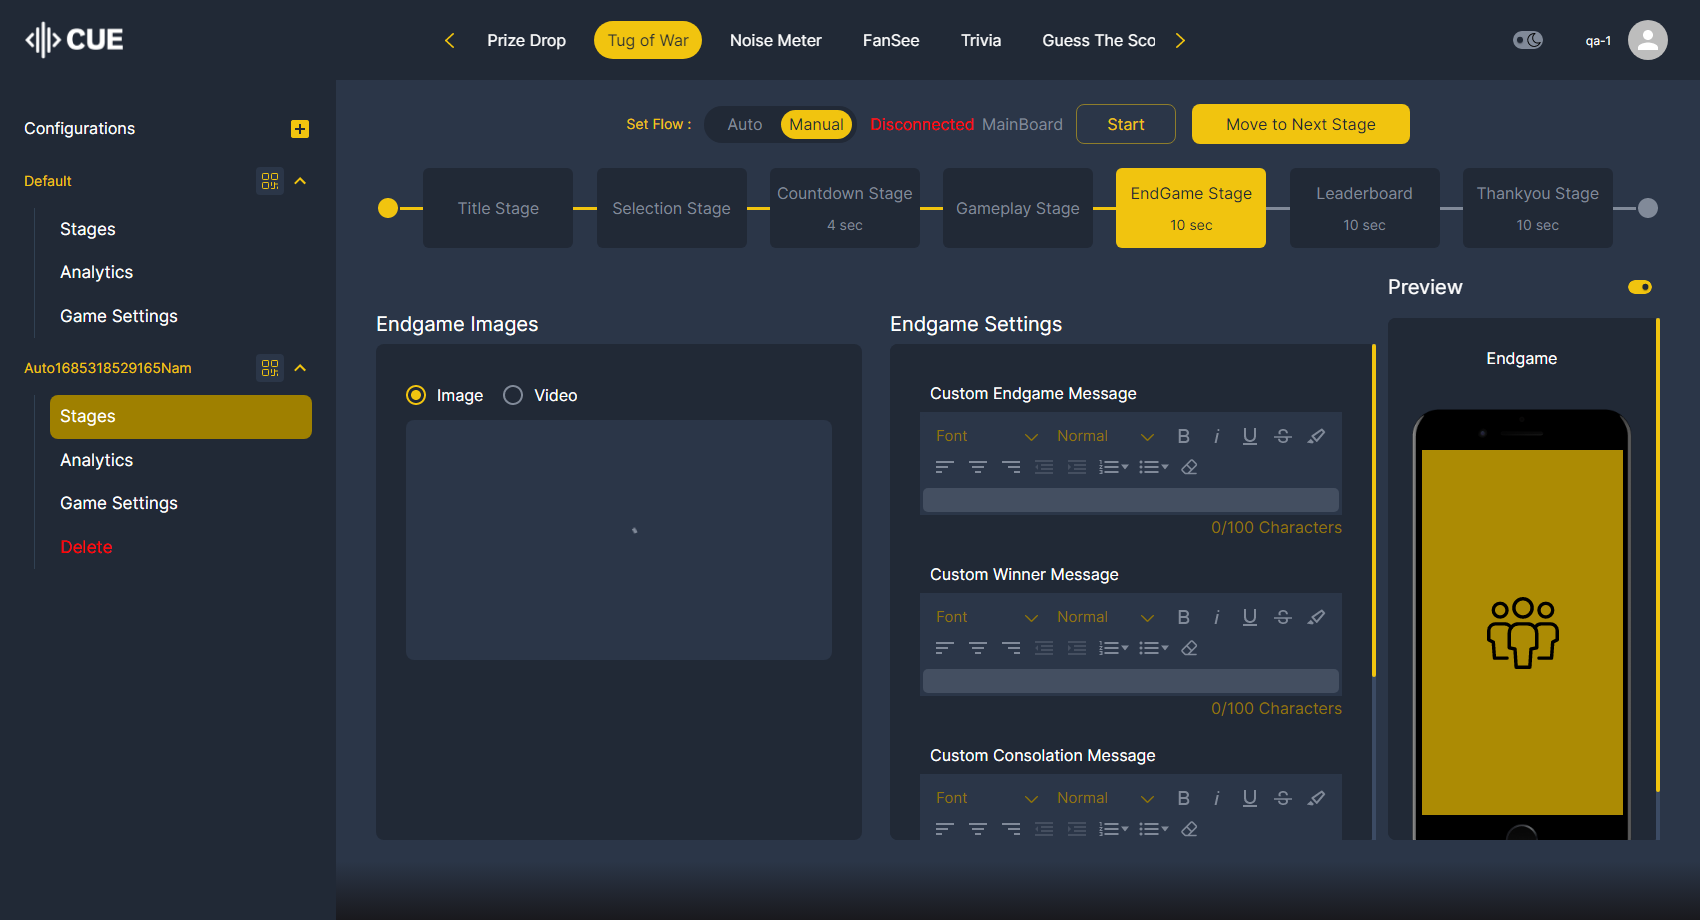 CUE
Prize Drop
Tug of War
Noise Meter
FanSee
Trivia
Guess The Sco
qa-1
Configurations
Default
Stages
Analytics
Game Settings
Auto1685318529165Nam
Stages
Analytics
Game Settings
Delete
Set Flow :
Auto
Manual
Disconnected MainBoard
Start
Move to Next Stage
Title Stage
Selection Stage
Countdown Stage
4 sec
Gameplay Stage
EndGame Stage
10 sec
Leaderboard
10 sec
Thankyou Stage
10 sec
Endgame Images
Image
Video
Endgame Settings
Custom Endgame Message
Font
Normal
B i U S
0/100 Characters
Custom Winner Message
Font
Normal
B i U S
0/100 Characters
Custom Consolation Message
Font
Normal
B i U S
Preview
Endgame